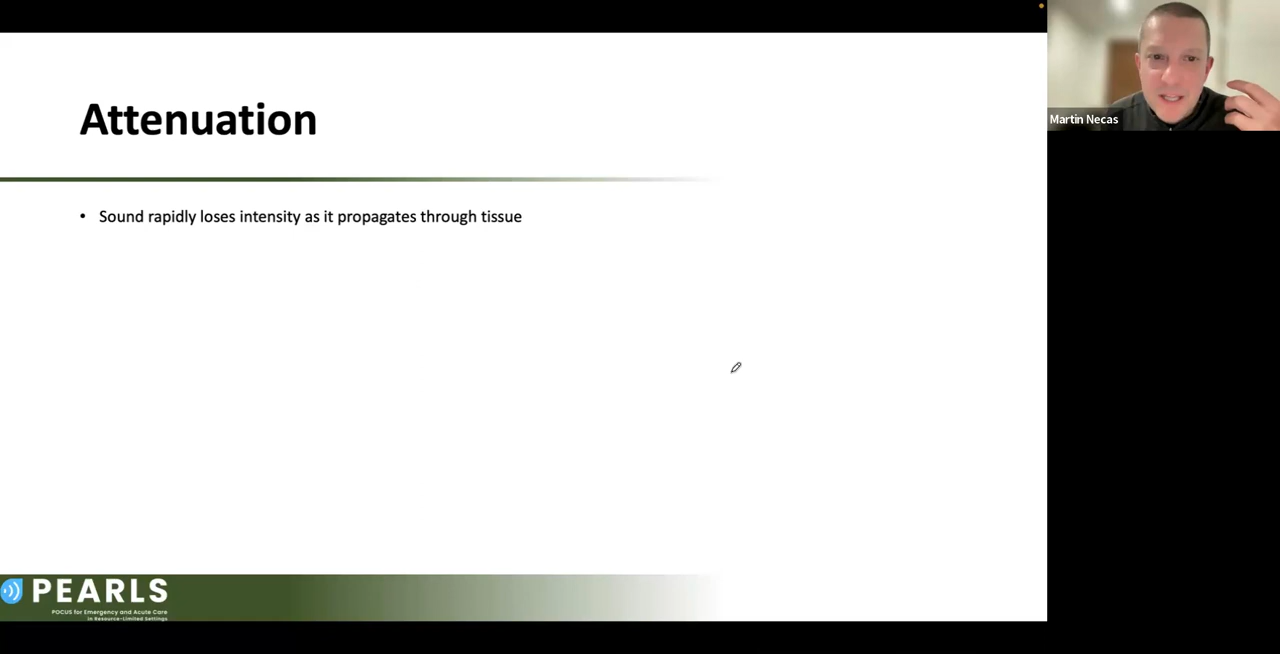 Attenuation
• Sound rapidly loses intensity as it propagates through tissue
Martin Necas
PEARLS
POCUS for Emergency and Acute Care
in Resource-Limited Settings